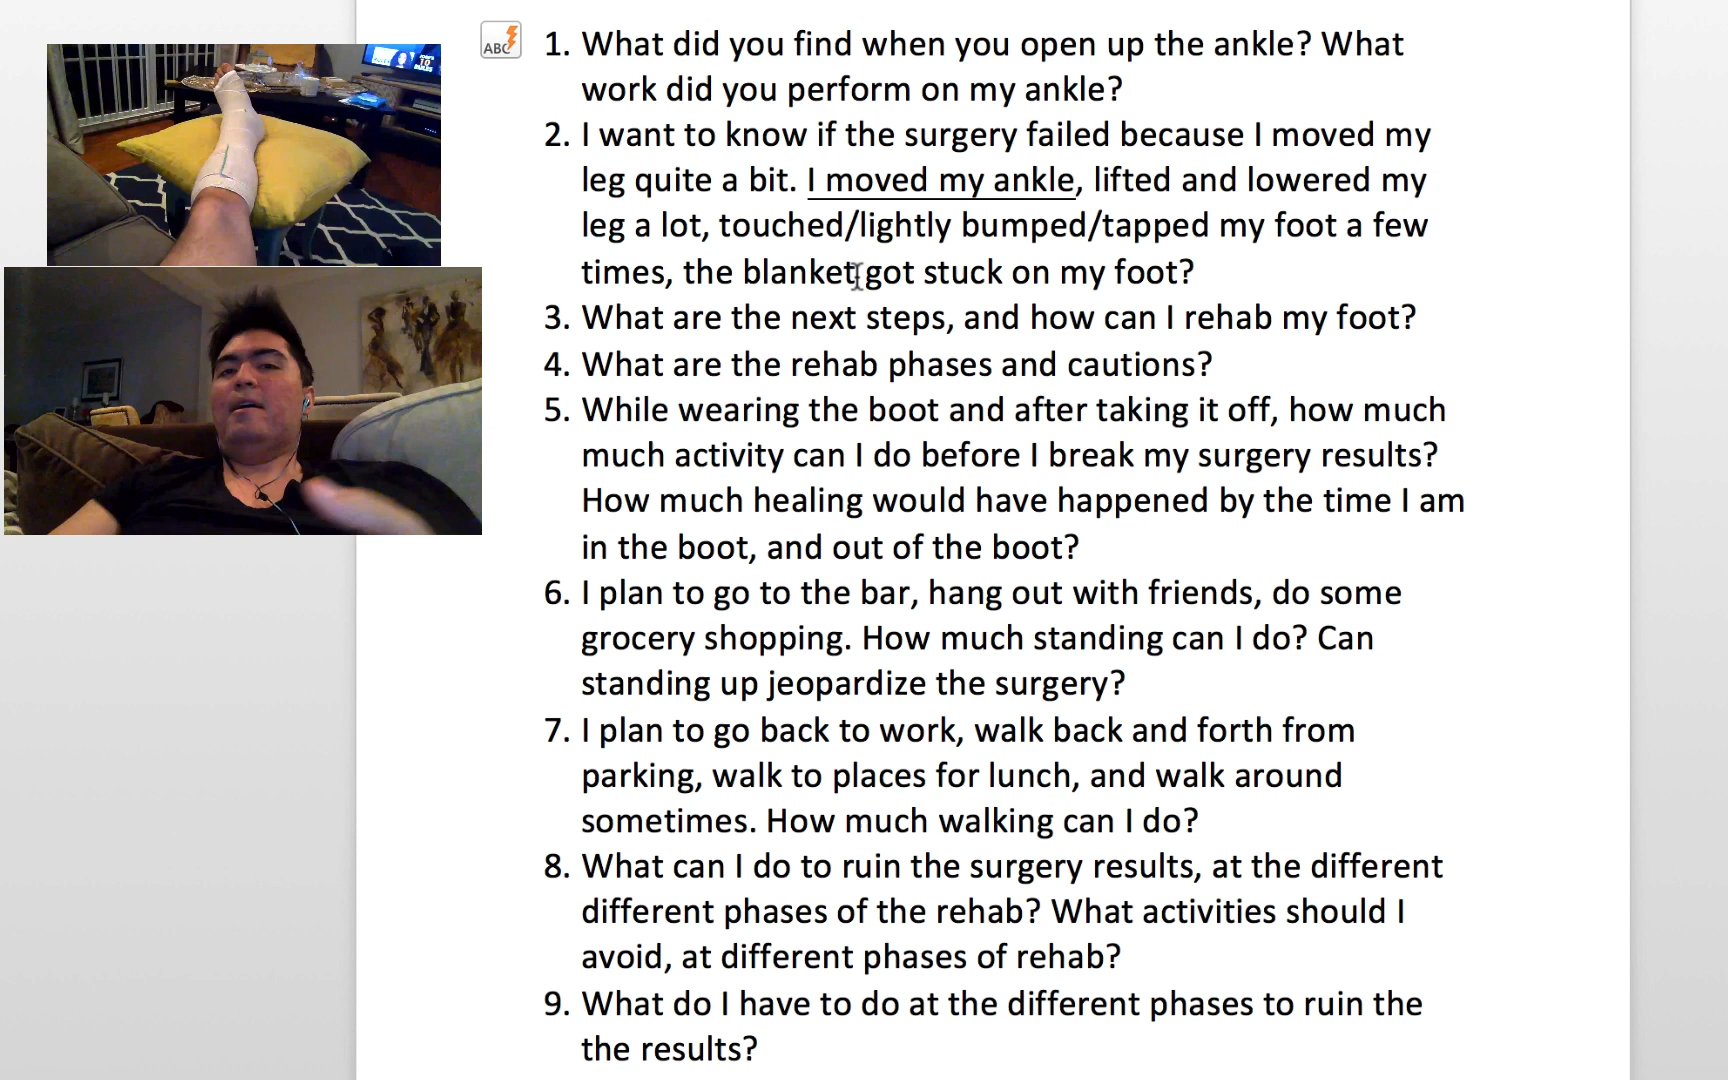 ABC
1. What did you find when you open up the ankle? What
work did you perform on my ankle?
2. I want to know if the surgery failed because I moved my
leg quite a bit. I moved my ankle, lifted and lowered my
leg a lot, touched/lightly bumped/tapped my foot a few
times, the blanket got stuck on my foot?
3. What are the next steps, and how can I rehab my foot?
4. What are the rehab phases and cautions?
5. While wearing the boot and after taking it off, how much
much activity can I do before I break my surgery results?
How much healing would have happened by the time I am
in the boot, and out of the boot?
6. I plan to go to the bar, hang out with friends, do some
grocery shopping. How much standing can I do? Can
standing up jeopardize the surgery?
7. I plan to go back to work, walk back and forth from
parking, walk to places for lunch, and walk around
sometimes. How much walking can I do?
8. What can I do to ruin the surgery results, at the different
different phases of the rehab? What activities should I
avoid, at different phases of rehab?
9. What do I have to do at the different phases to ruin the
the results?